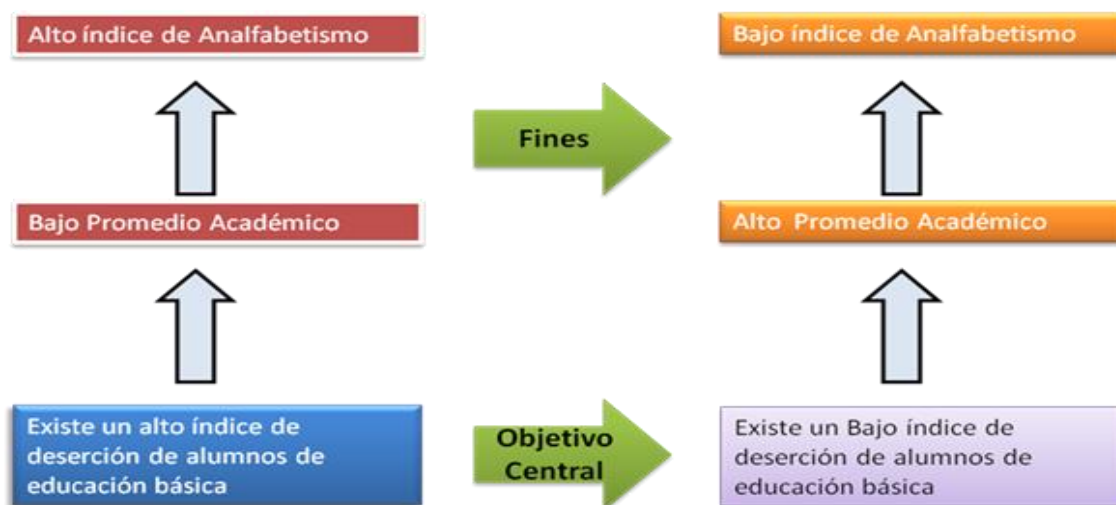 Alto índice de Analfabetismo
Bajo índice de Analfabetismo
Fines
Bajo Promedio Académico
Alto Promedio Académico
Existe un alto índice de
deserción de alumnos de
educación básica
Objetivo
Central
Existe un Bajo índice de
deserción de alumnos de
educación básica